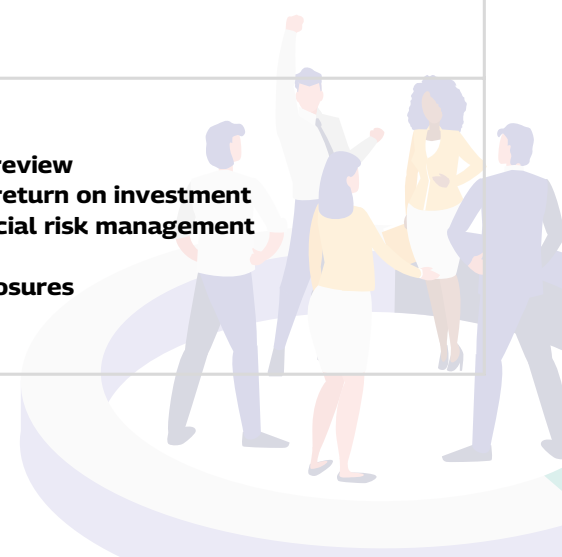 review
return on investment
cial risk management
osures